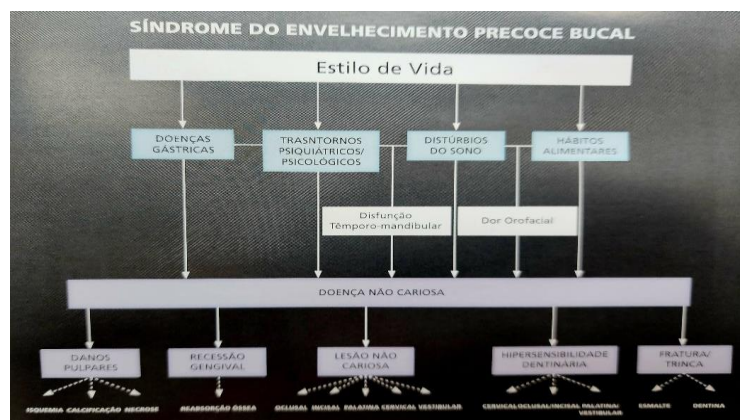 SÍNDROME DO ENVELHECIMENTO PRECOCE BUCAL
Estilo de Vida
DOENÇAS
GÁSTRICAS
TRASNTORNOS
PSIQUIÁTRICOS/
PSICOLÓGICOS
DISTÚRBIOS
DO SONO
HÁBITOS
ALIMENTARES
Disfunção
Têmporo-mandibular
Dor Orofacial
DOENÇA NÃO CARIOSA
DANOS
PULPARES
RECESSÃO
GENGIVAL
LESÃO NÃO
CARIOSA
HIPERSENSIBILIDADE
DENTINÁRIA
FRATURA/
TRINCA
ISQUEMIA CALCIFICAÇÃO NECROSE
REABSORÇÃO ÓSSEA
OCLUSAL INCISAL PALATINA CERVICAL VESTIBULAR
CERVICAL OCLUSAL/INCISAL PALATINA/
VESTIBULAR
ESMALTE
DENTINA